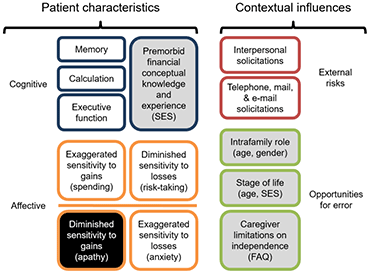 Patient characteristics
Contextual influences
Cognitive
Memory
Calculation
Executive
function
Premorbid
financial
conceptual
knowledge
and
experience
(SES)
Interpersonal
solicitations
Telephone, mail,
& e-mail
solicitations
External
risks
Affective
Exaggerated
sensitivity to
gains
(spending)
Diminished
sensitivity to
losses
(risk-taking)
Diminished
sensitivity to
gains
(apathy)
Exaggerated
sensitivity to
losses
(anxiety)
Intrafamily role
(age, gender)
Stage of life
(age, SES)
Caregiver
limitations on
independence
(FAQ)
Opportunities
for error